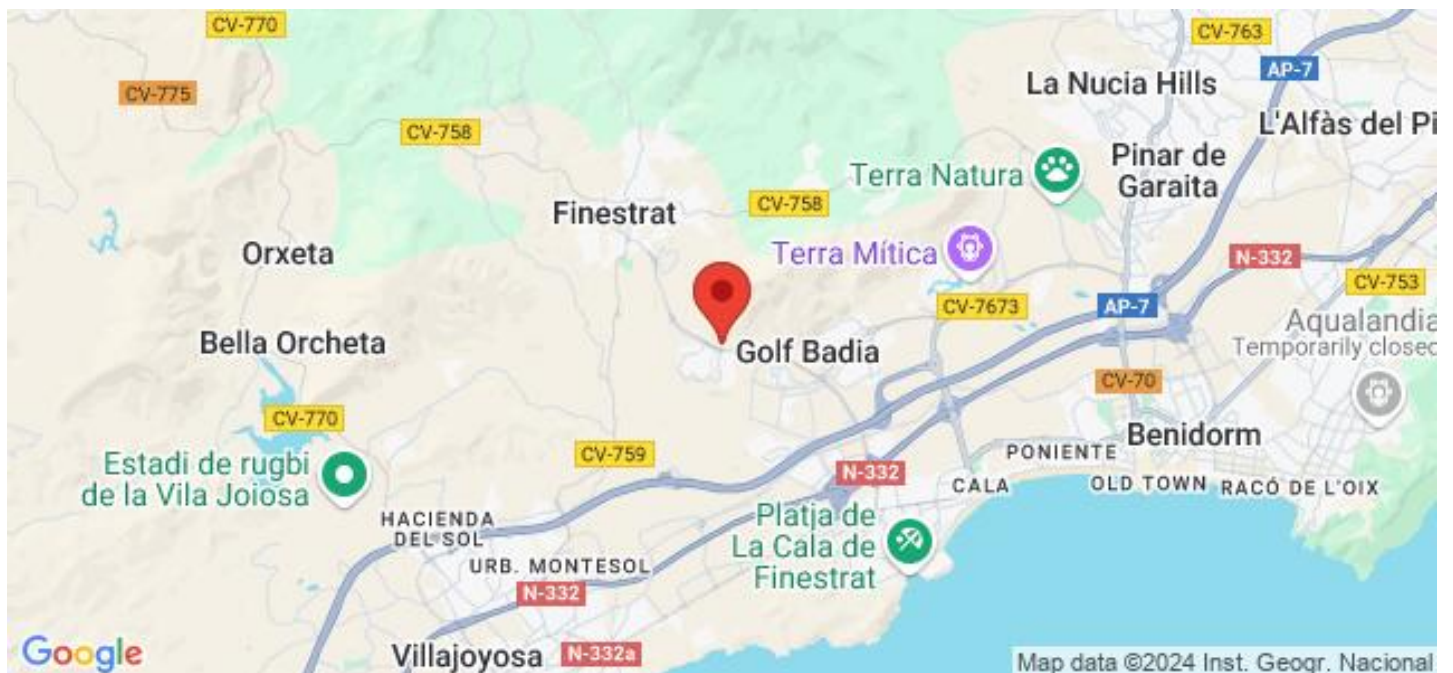 CV-770
CV-763
AP-7
CV-775
La Nucia Hills
CV-758
L'Alfàs del Pi
Pinar de
Garaita
Terra Natura
CV-758
Finestrat
Orxeta
Terra Mítica
N-332
CV-753
CV-7673
AP-7
Aqualandia
Temporarily closed
Bella Orcheta
Golf Badia
CV-70
CV-770
Benidorm
PONIENTE
CV-759
Estadi de rugbi
de la Vila Joiosa
N-332
CALA
OLD TOWN
RACÓ DE L'OIX
HACIENDA
DEL SOL
Platja de
La Cala de
Finestrat
URB. MONTESOL
N-332
Villajoyosa
N-332a
Google
Map data ©2024 Inst. Geogr. Nacional